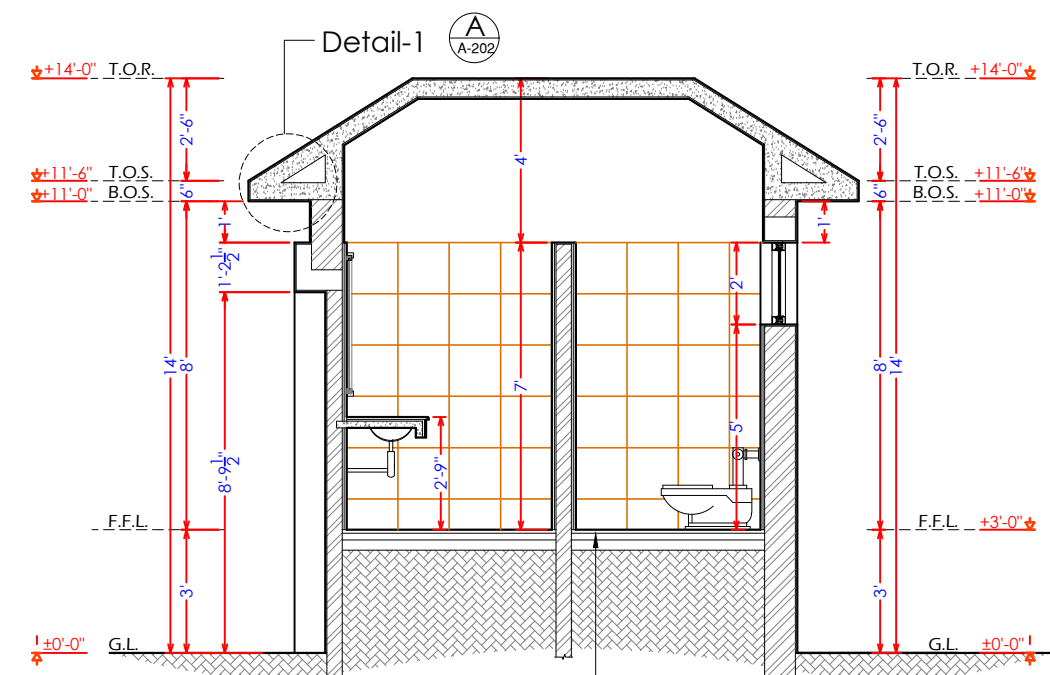 Detail-1
A
A-202
+14'-0" T.O.R.
T.O.R. +14'-0"
2'-6"
2'-6"
4'
+11'-6" T.O.S.
T.O.S. +11'-6"
6"
6"
+11'-0" B.O.S.
B.O.S. +11'-0"
1'
1'
1'-2 1/2"
2'
14'
8'
7'
8'
14'
5'
8'-9 1/2"
2'-9"
F.F.L.
F.F.L. +3'-0"
3'
3'
±0'-0" G.L.
G.L. ±0'-0"